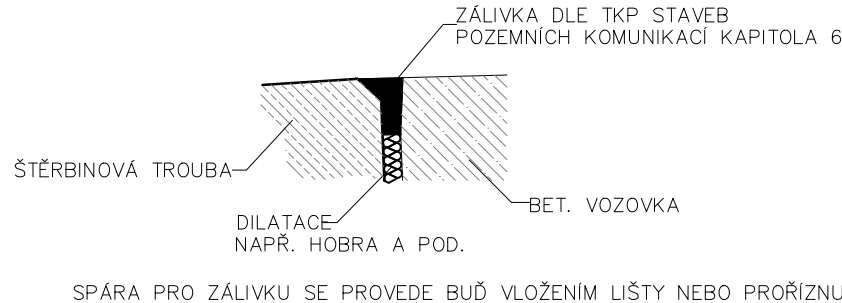 ZÁLIVKA DLE TKP STAVEB
POZEMNÍCH KOMUNIKACÍ KAPITOLA 6
ŠTĚRBINOVÁ TROUBA
BET. VOZOVKA
DILATACE
NAPŘ. HOBRA A POD.
SPÁRA PRO ZÁLIVKU SE PROVEDE BUĎ VLOŽENÍM LIŠTY NEBO PROŘÍZNU